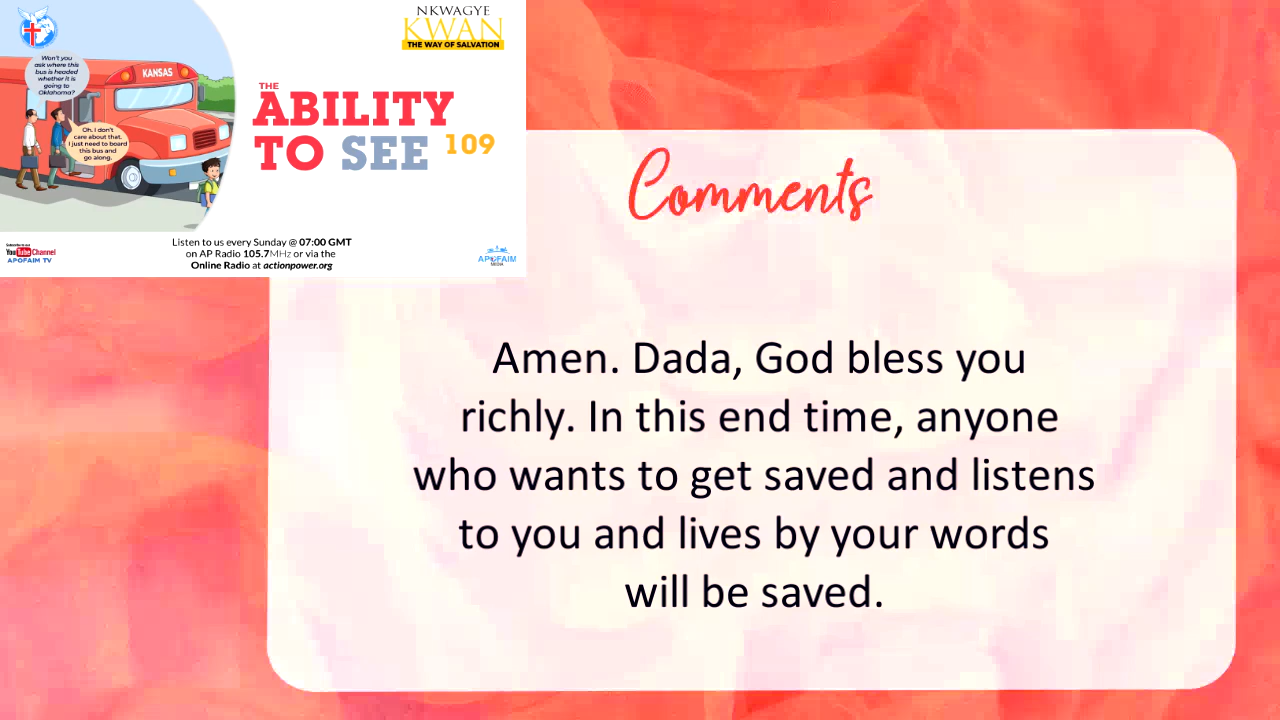 NKWAGYE
KWAN
THE WAY OF SALVATION
Won't you
ask where this
bus is headed
whether it is
going to
Oklahoma?
KANSAS
Oh, I don't
care about that.
I just need to board
this bus and
go along.
THE
ABILITY
TO SEE 109
Listen to us every Sunday @ 07:00 GMT
on AP Radio 105.7MHz or via the
Online Radio at actionpower.org
Subscribe to our
YouTube Channel
APOFAIM TV
APOFAIM
MEDIA
Comments
Amen. Dada, God bless you
richly. In this end time, anyone
who wants to get saved and listens
to you and lives by your words
will be saved.